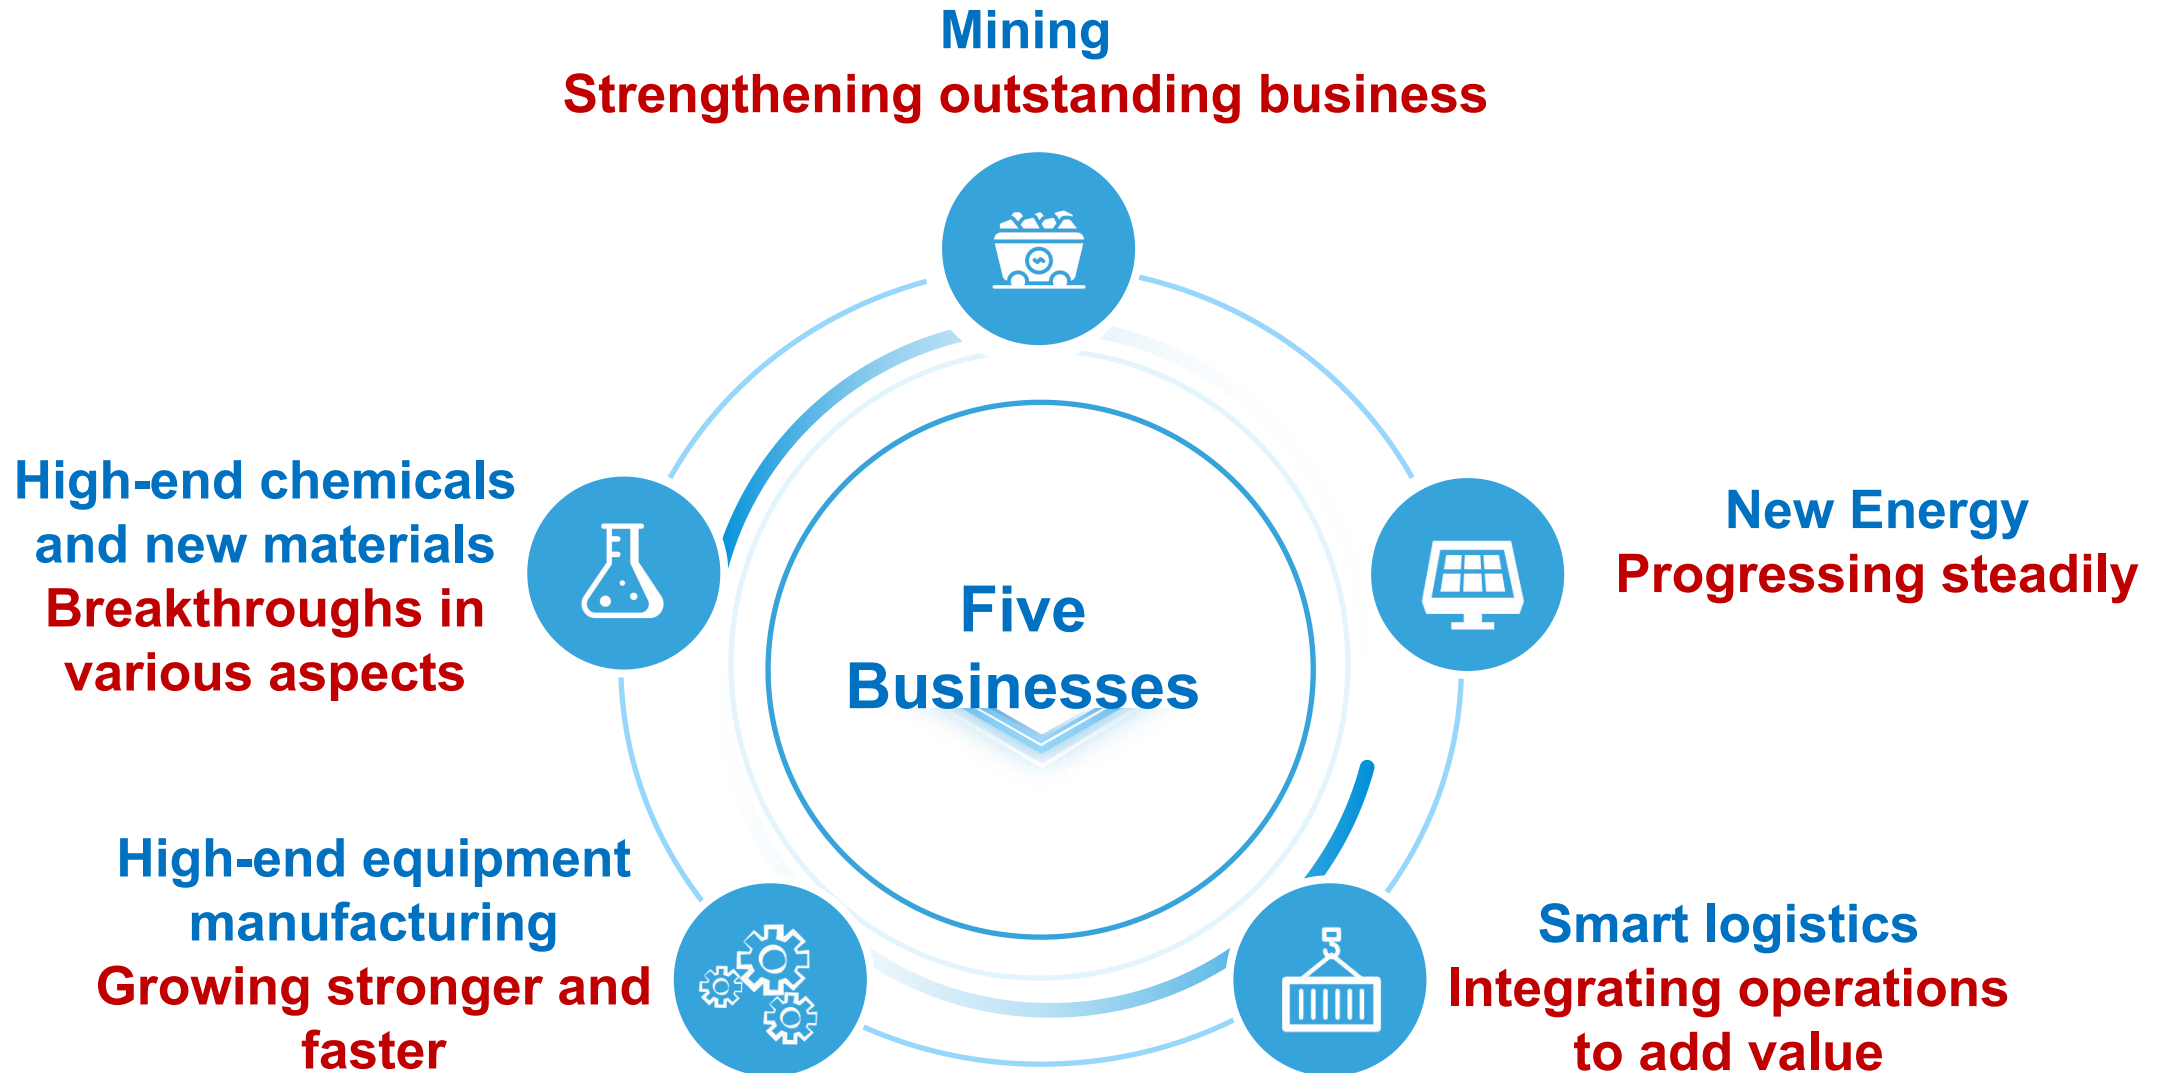 Mining
Strengthening outstanding business
High-end chemicals
and new materials
Breakthroughs in
various aspects
New Energy
Progressing steadily
Five
Businesses
High-end equipment
manufacturing
Growing stronger and
faster
Smart logistics
Integrating operations
to add value